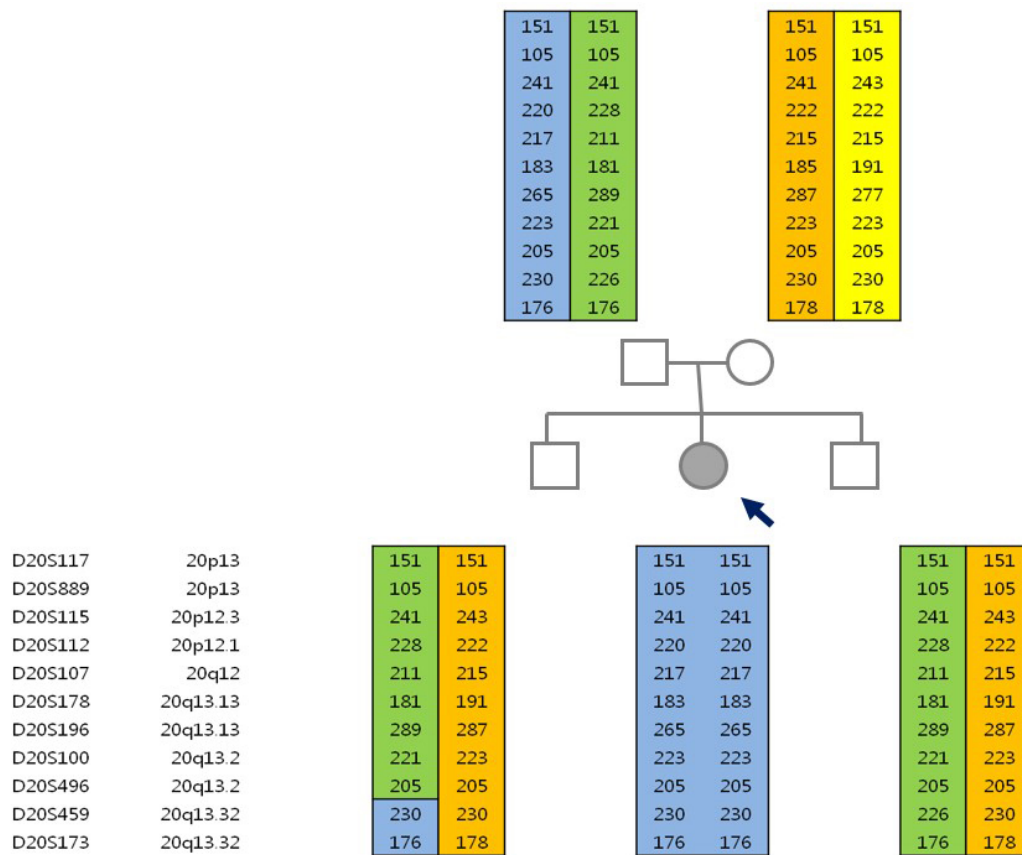 151 151 151 151
105 105 105 105
241 241 241 243
220 228 222 222
217 211 215 215
183 181 185 191
265 289 287 277
223 221 223 223
205 205 205 205
230 226 230 230
176 176 178 178
D20S117 20p13 151 151 151 151 151 151
D20S889 20p13 105 105 105 105 105 105
D20S115 20p12.3 241 243 241 241 241 243
D20S112 20p12.1 228 222 220 220 228 222
D20S107 20q12 211 215 217 217 211 215
D20S178 20q13.13 181 191 183 183 181 191
D20S196 20q13.13 289 287 265 265 289 287
D20S100 20q13.2 221 223 223 223 221 223
D20S496 20q13.2 205 205 205 205 205 205
D20S459 20q13.32 230 230 230 230 226 230
D20S173 20q13.32 176 178 176 176 176 178